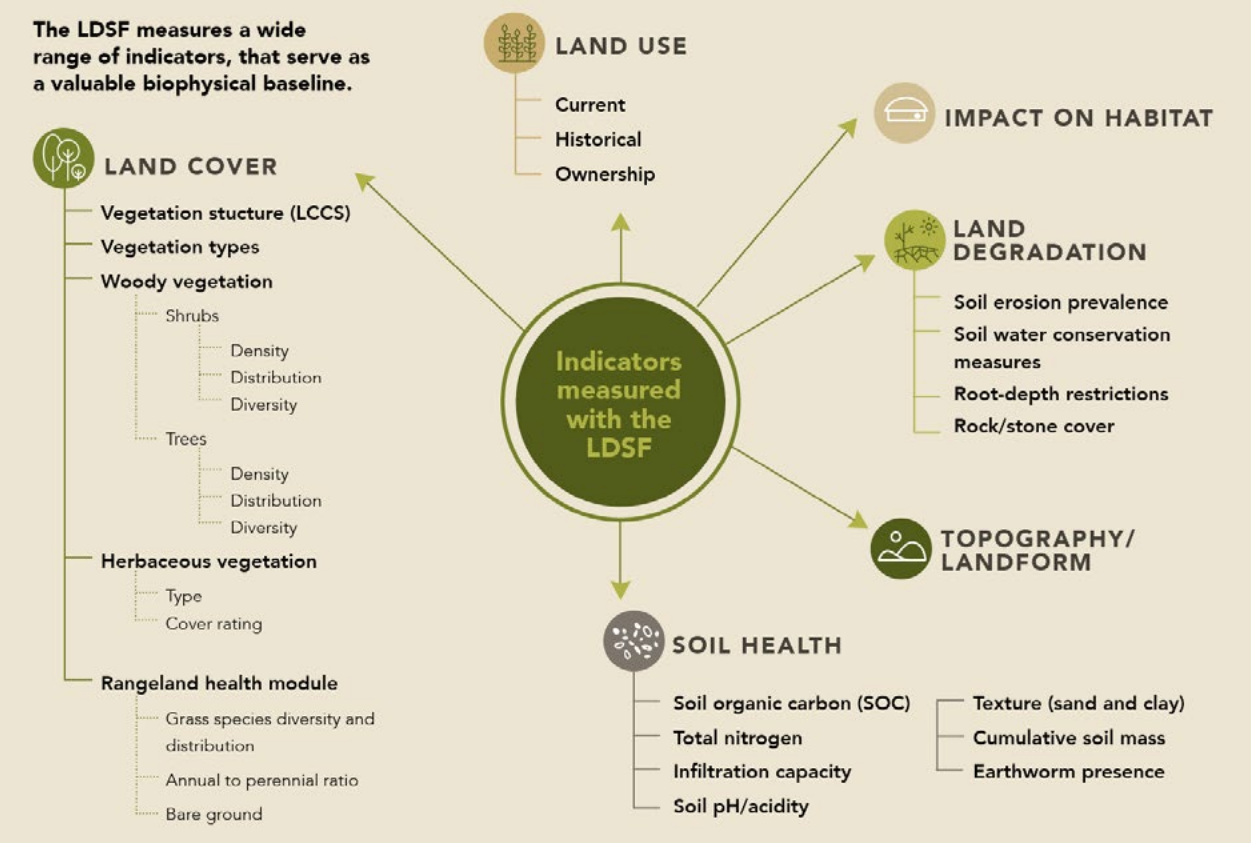 The LDSF measures a wide
range of indicators, that serve as
a valuable biophysical baseline.
LAND COVER
Vegetation stucture (LCCS)
Vegetation types
Woody vegetation
Shrubs
Density
Distribution
Diversity
Trees
Density
Distribution
Diversity
Herbaceous vegetation
Type
Cover rating
Rangeland health module
Grass species diversity and
distribution
Annual to perennial ratio
Bare ground
LAND USE
Current
Historical
Ownership
Indicators
measured
with the
LDSF
IMPACT ON HABITAT
LAND
DEGRADATION
Soil erosion prevalence
Soil water conservation
measures
Root-depth restrictions
Rock/stone cover
TOPOGRAPHY/
LANDFORM
SOIL HEALTH
Soil organic carbon (SOC)
Total nitrogen
Infiltration capacity
Soil pH/acidity
Texture (sand and clay)
Cumulative soil mass
Earthworm presence